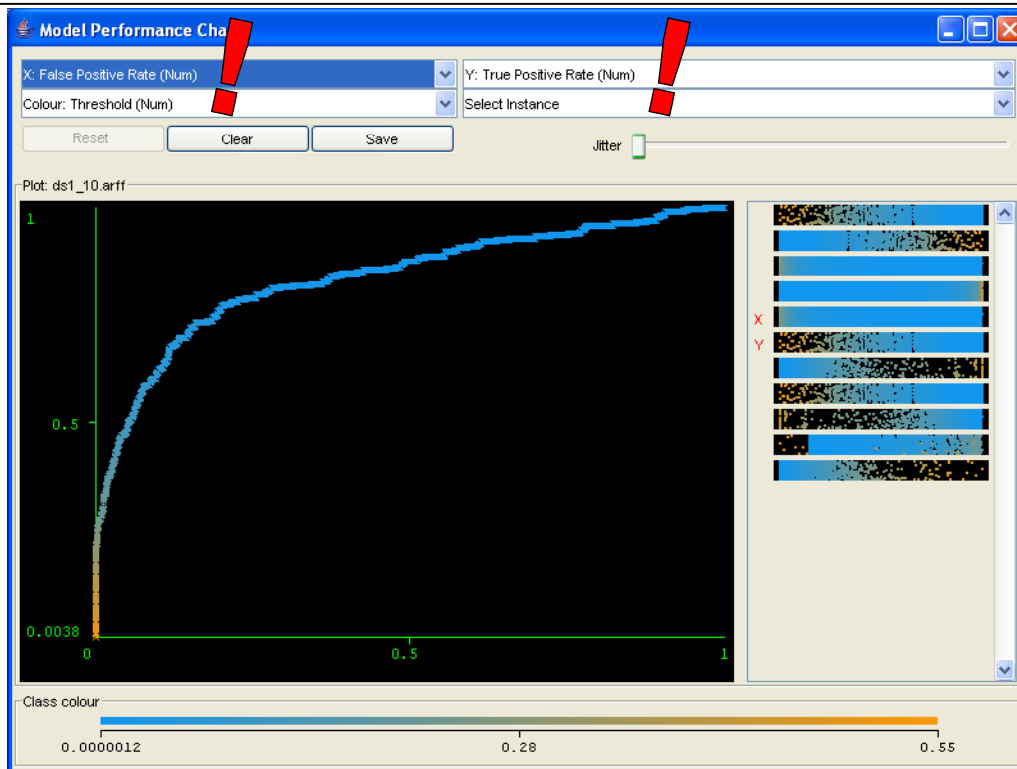 Model Performance Cha
X: False Positive Rate (Num)
Y: True Positive Rate (Num)
Colour: Threshold (Num)
Select Instance
Reset
Clear
Save
Jitter
Plot: ds1_10.arff
1
0.5
0.0038
0
0.5
1
X
Y
Class colour
0.0000012
0.28
0.55